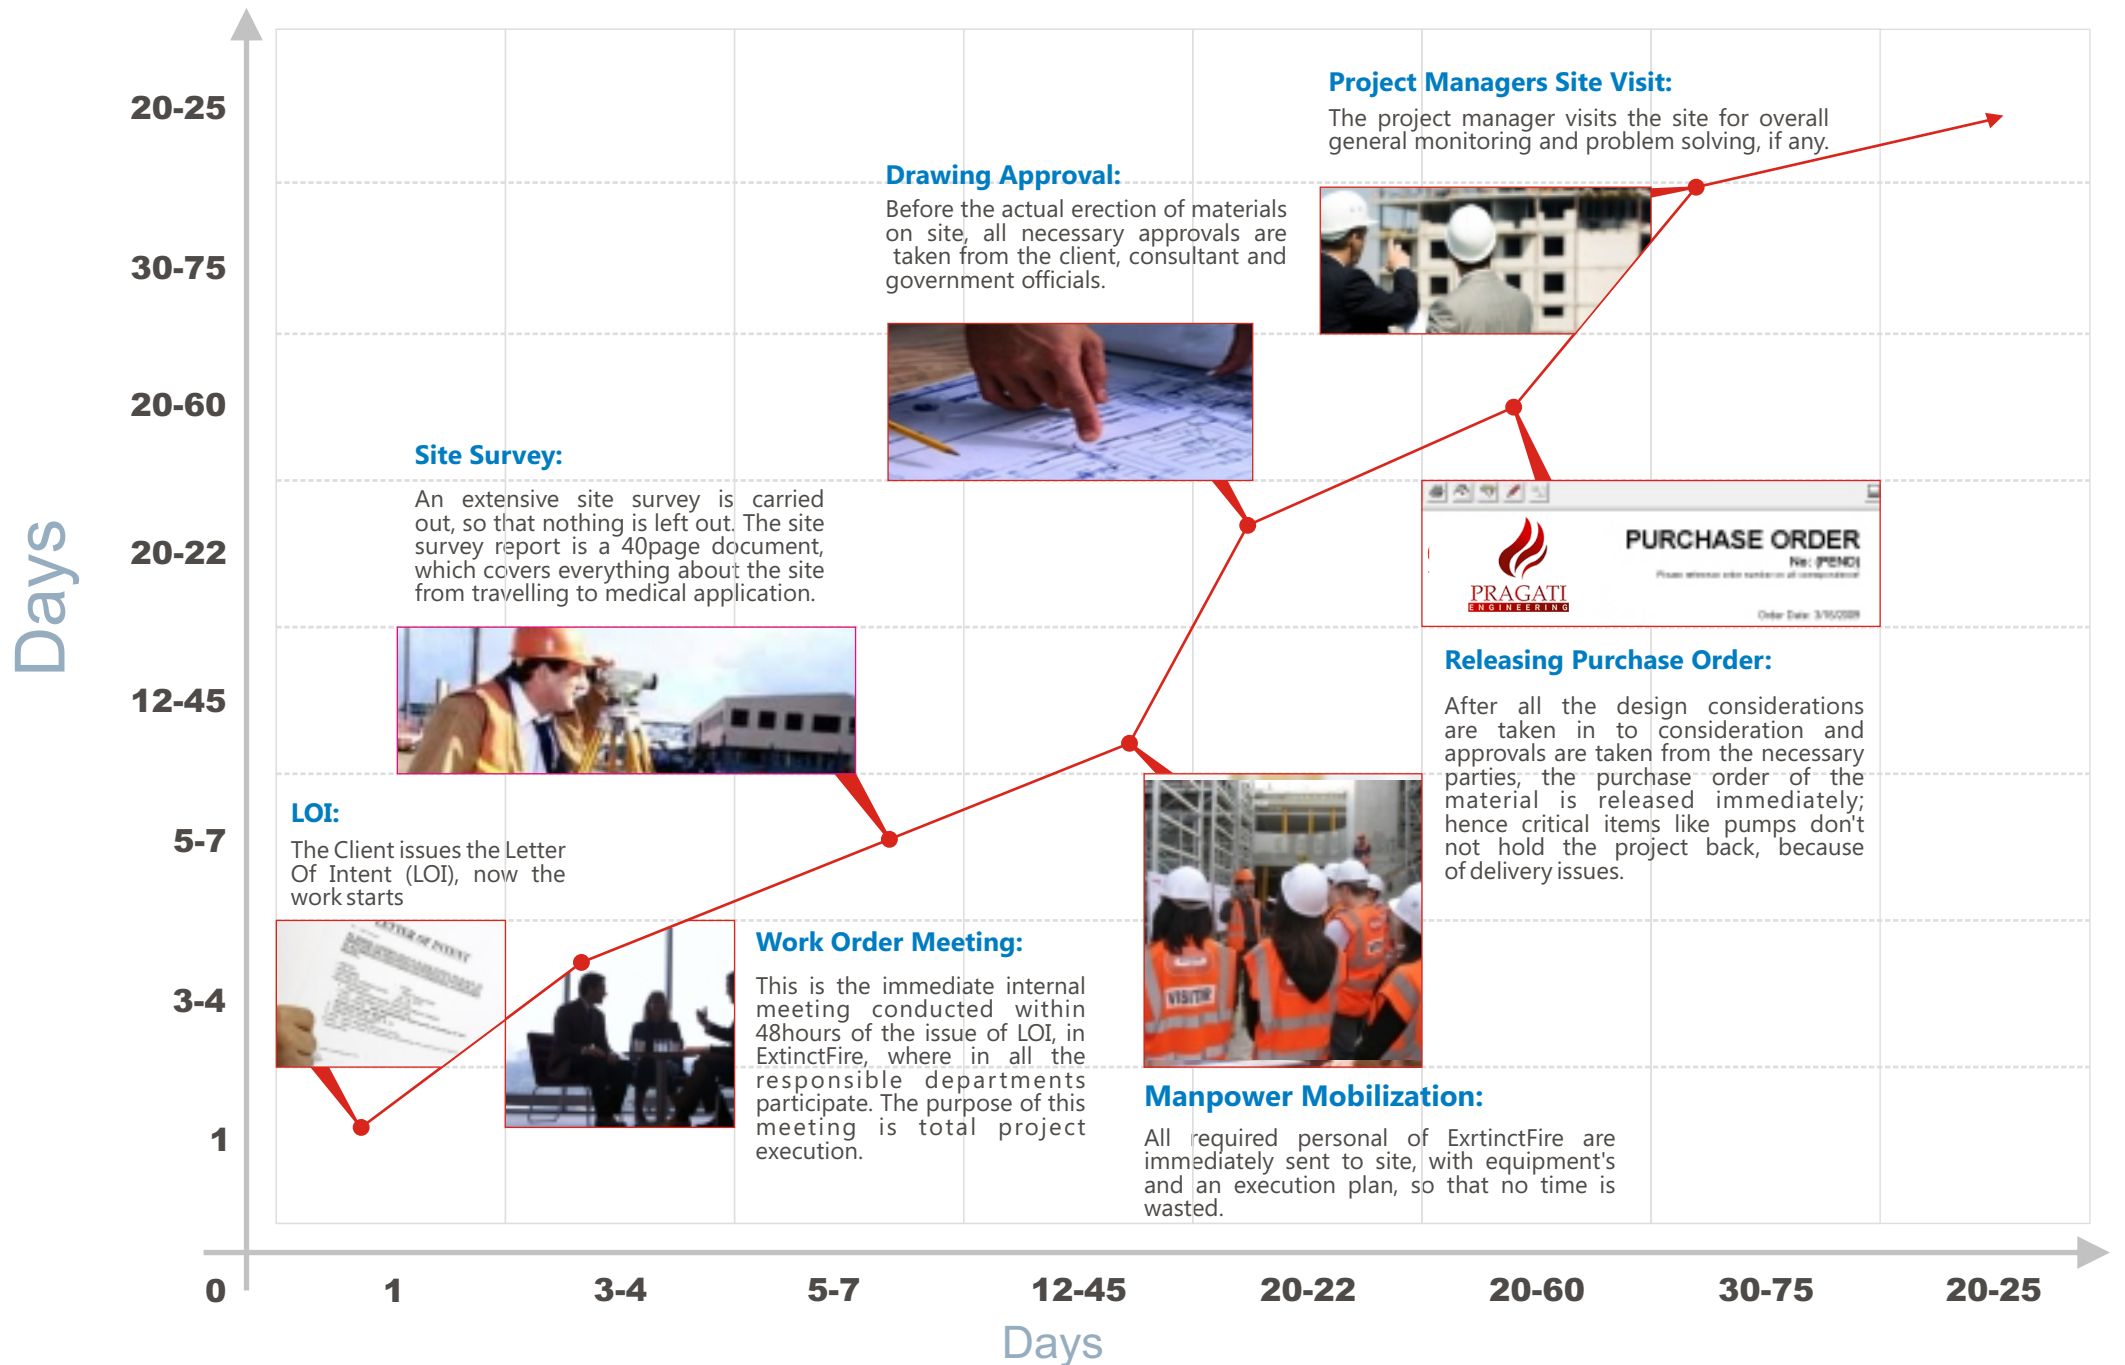 20-25
30-75
20-60
20-22
12-45
5-7
3-4
1
0
Days
Project Managers Site Visit:
The project manager visits the site for overall
general monitoring and problem solving, if any.
Drawing Approval:
Before the actual erection of materials
on site, all necessary approvals are
taken from the client, consultant and
government officials.
Site Survey:
An extensive site survey is carried
out, so that nothing is left out. The site
survey report is a 40page document,
which covers everything about the site
from travelling to medical application.
PURCHASE ORDER
No: (PEND)
PRAGATI
ENGINEERING
Order Date: 3/16/2009
Releasing Purchase Order:
After all the design considerations
are taken in to consideration and
approvals are taken from the necessary
parties, the purchase order of the
material is released immediately;
hence critical items like pumps don't
not hold the project back, because
of delivery issues.
LOI:
The Client issues the Letter
Of Intent (LOI), now the
work starts
LETTER OF INTENT
Work Order Meeting:
This is the immediate internal
meeting conducted within
48hours of the issue of LOI, in
ExtinctFire, where in all the
responsible departments
participate. The purpose of this
meeting is total project
execution.
VISITOR
Manpower Mobilization:
All required personal of ExrtinctFire are
immediately sent to site, with equipment's
and an execution plan, so that no time is
wasted.
1 3-4 5-7 12-45 20-22 20-60 30-75 20-25
Days